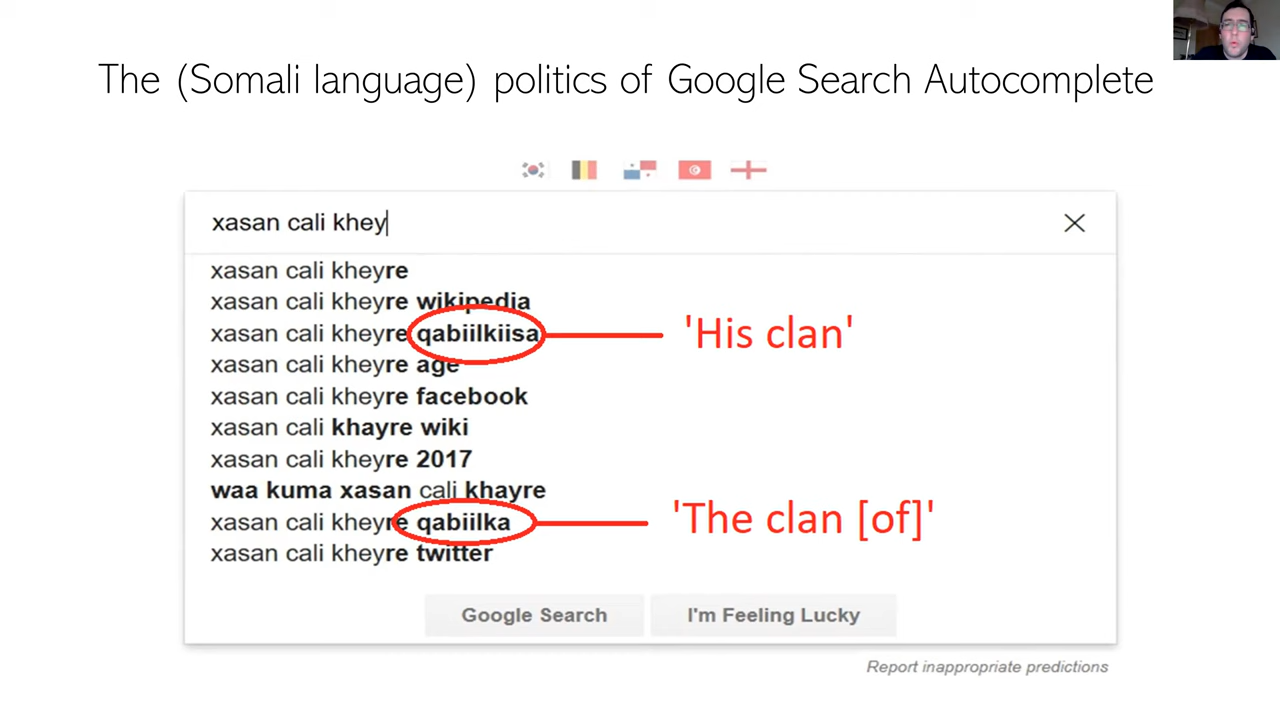 The (Somali language) politics of Google Search Autocomplete
xasan cali khey
xasan cali kheyre
xasan cali kheyre wikipedia
xasan cali kheyre qabiilkiisa
'His clan'
xasan cali kheyre age
xasan cali kheyre facebook
xasan cali khayre wiki
xasan cali kheyre 2017
waa kuma xasan cali khayre
xasan cali kheyre qabiilka
'The clan [of]'
xasan cali kheyre twitter
Google Search
I'm Feeling Lucky
Report inappropriate predictions